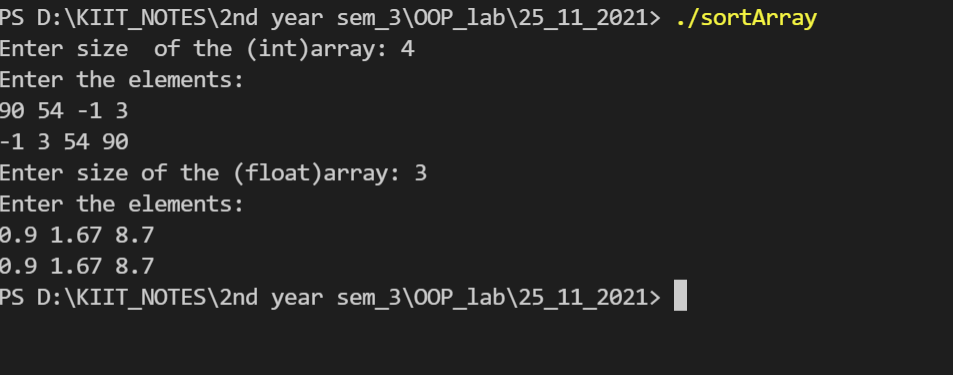 PS D:\KIIT_NOTES\2nd year sem_3\OOP_lab\25_11_2021> ./sortArray
Enter size  of the (int)array: 4
Enter the elements:
90 54 -1 3
-1 3 54 90
Enter size of the (float)array: 3
Enter the elements:
0.9 1.67 8.7
0.9 1.67 8.7
PS D:\KIIT_NOTES\2nd year sem_3\OOP_lab\25_11_2021>